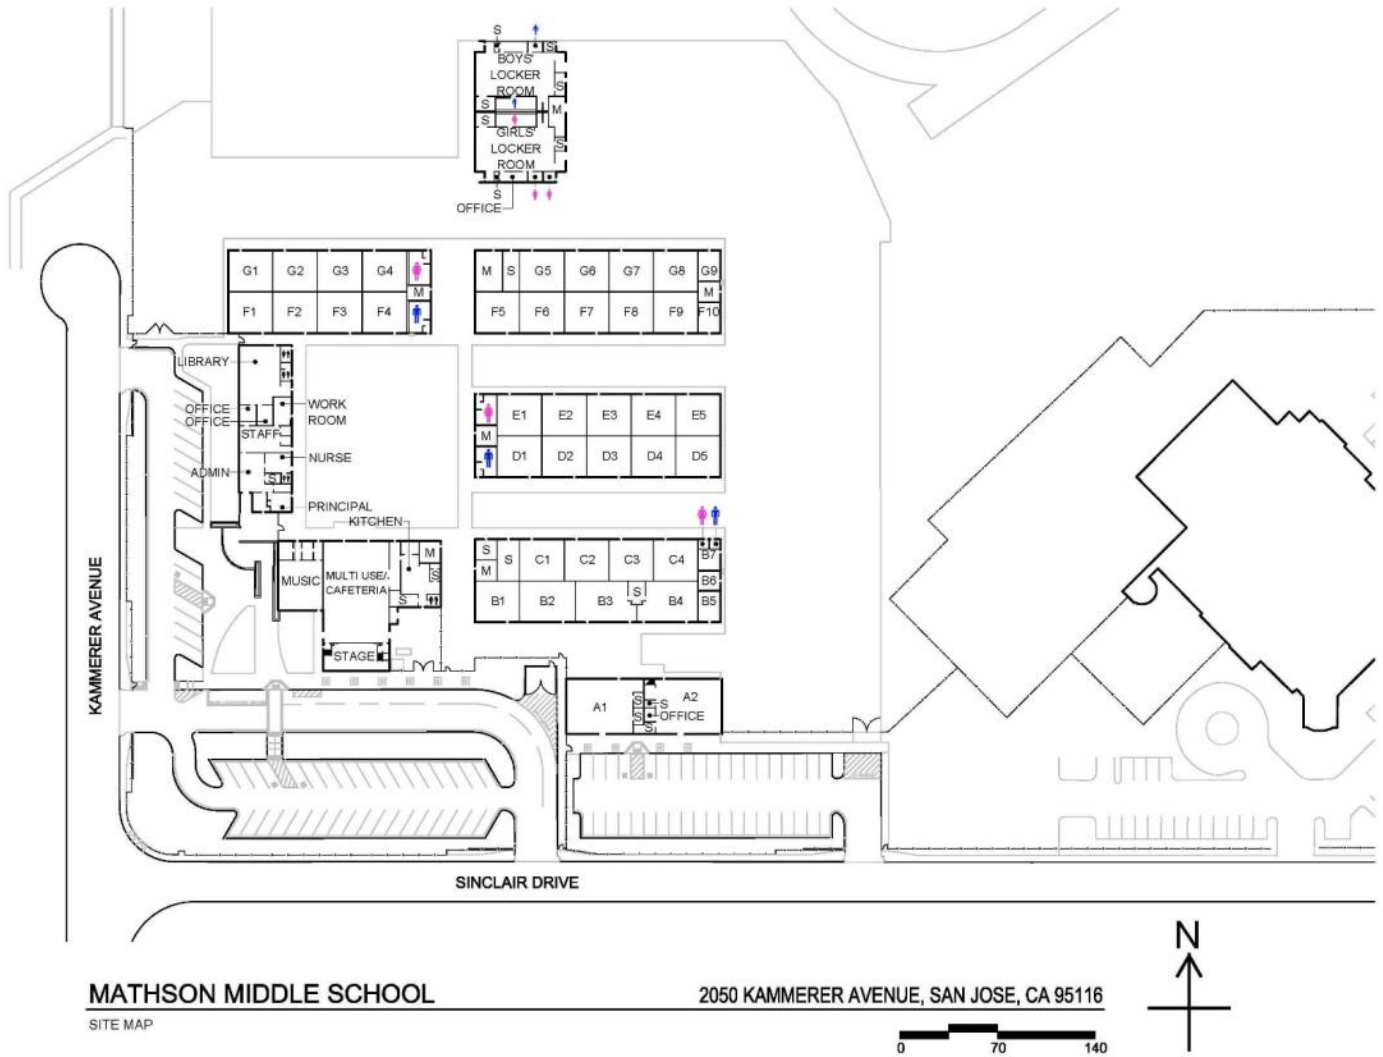 S
S
BOYS'
LOCKER
ROOM
S
S
M
S
GIRLS'
LOCKER
ROOM
S
S
OFFICE
G1 G2 G3 G4
M
F1 F2 F3 F4
M S G5 G6 G7 G8 G9
M
F5 F6 F7 F8 F9 F10
LIBRARY
OFFICE
OFFICE
WORK
ROOM
STAFF
NURSE
ADMIN
S
PRINCIPAL
KITCHEN
E1 E2 E3 E4 E5
M
D1 D2 D3 D4 D5
MUSIC
MULTI USE/
CAFETERIA
M
S
S
STAGE
S
M
S C1 C2 C3 C4 B7
B6
S
B1 B2 B3 B4 B5
A1
S
S
S
OFFICE
S
A2
KAMMERER AVENUE
SINCLAIR DRIVE
N
MATHSON MIDDLE SCHOOL
2050 KAMMERER AVENUE, SAN JOSE, CA 95116
SITE MAP
0 70 140